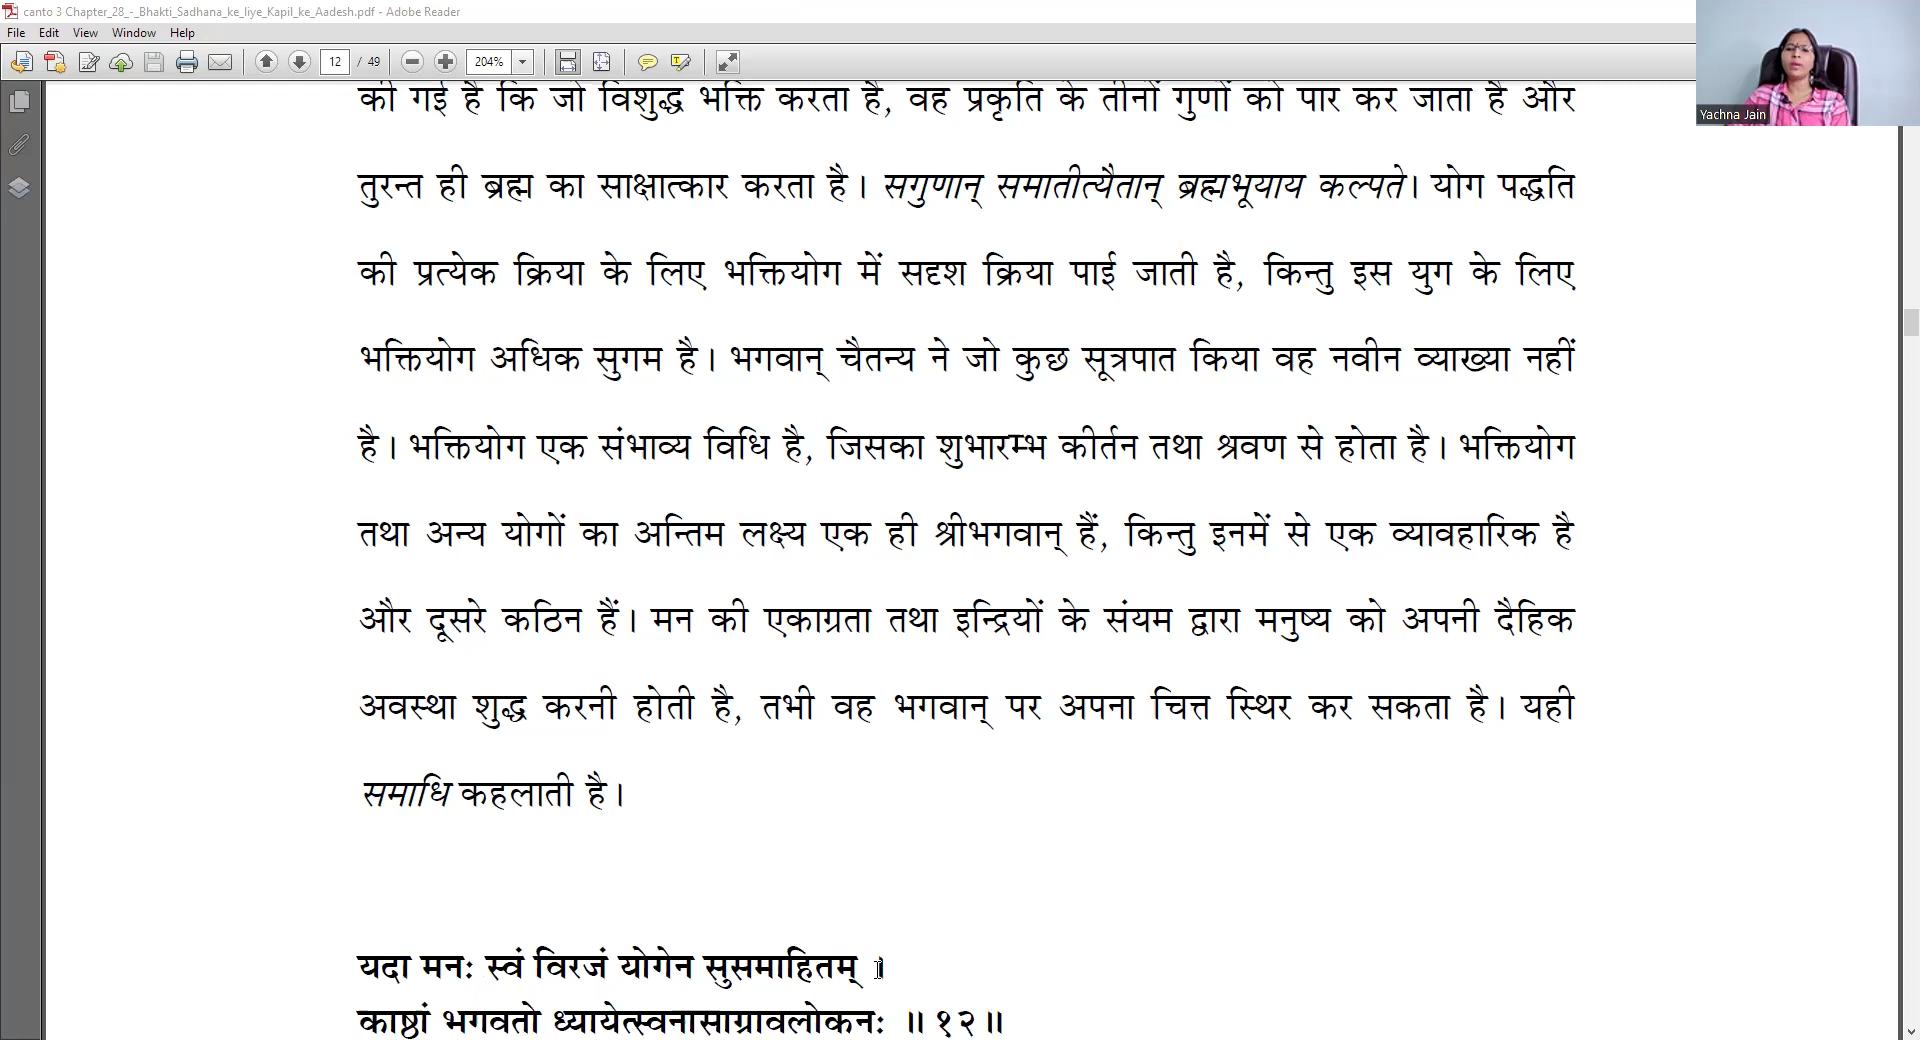 canto 3 Chapter_28_-_Bhakti_Sadhana_ke_liye_Kapil_ke_Aadesh.pdf - Adobe Reader
File Edit View Window Help
12 / 49 204%
Yachna Jain
की गई है कि जो विशुद्ध भक्ति करता है, वह प्रकृति के तीनों गुणों को पार कर जाता है और
तुरन्त ही ब्रह्म का साक्षात्कार करता है। सगुणान् समातीत्यैतान् ब्रह्मभूयाय कल्पते। योग पद्धति
की प्रत्येक क्रिया के लिए भक्तियोग में सदृश क्रिया पाई जाती है, किन्तु इस युग के लिए
भक्तियोग अधिक सुगम है। भगवान् चैतन्य ने जो कुछ सूत्रपात किया वह नवीन व्याख्या नहीं
है। भक्तियोग एक संभाव्य विधि है, जिसका शुभारम्भ कीर्तन तथा श्रवण से होता है। भक्तियोग
तथा अन्य योगों का अन्तिम लक्ष्य एक ही श्रीभगवान् हैं, किन्तु इनमें से एक व्यावहारिक है
और दूसरे कठिन हैं। मन की एकाग्रता तथा इन्द्रियों के संयम द्वारा मनुष्य को अपनी दैहिक
अवस्था शुद्ध करनी होती है, तभी वह भगवान् पर अपना चित्त स्थिर कर सकता है। यही
समाधि कहलाती है।
यदा मनः स्वं विरजं योगेन सुसमाहितम् ।
काष्ठां भगवतो ध्यायेत्स्वनासाग्रावलोकनः ॥ १२॥